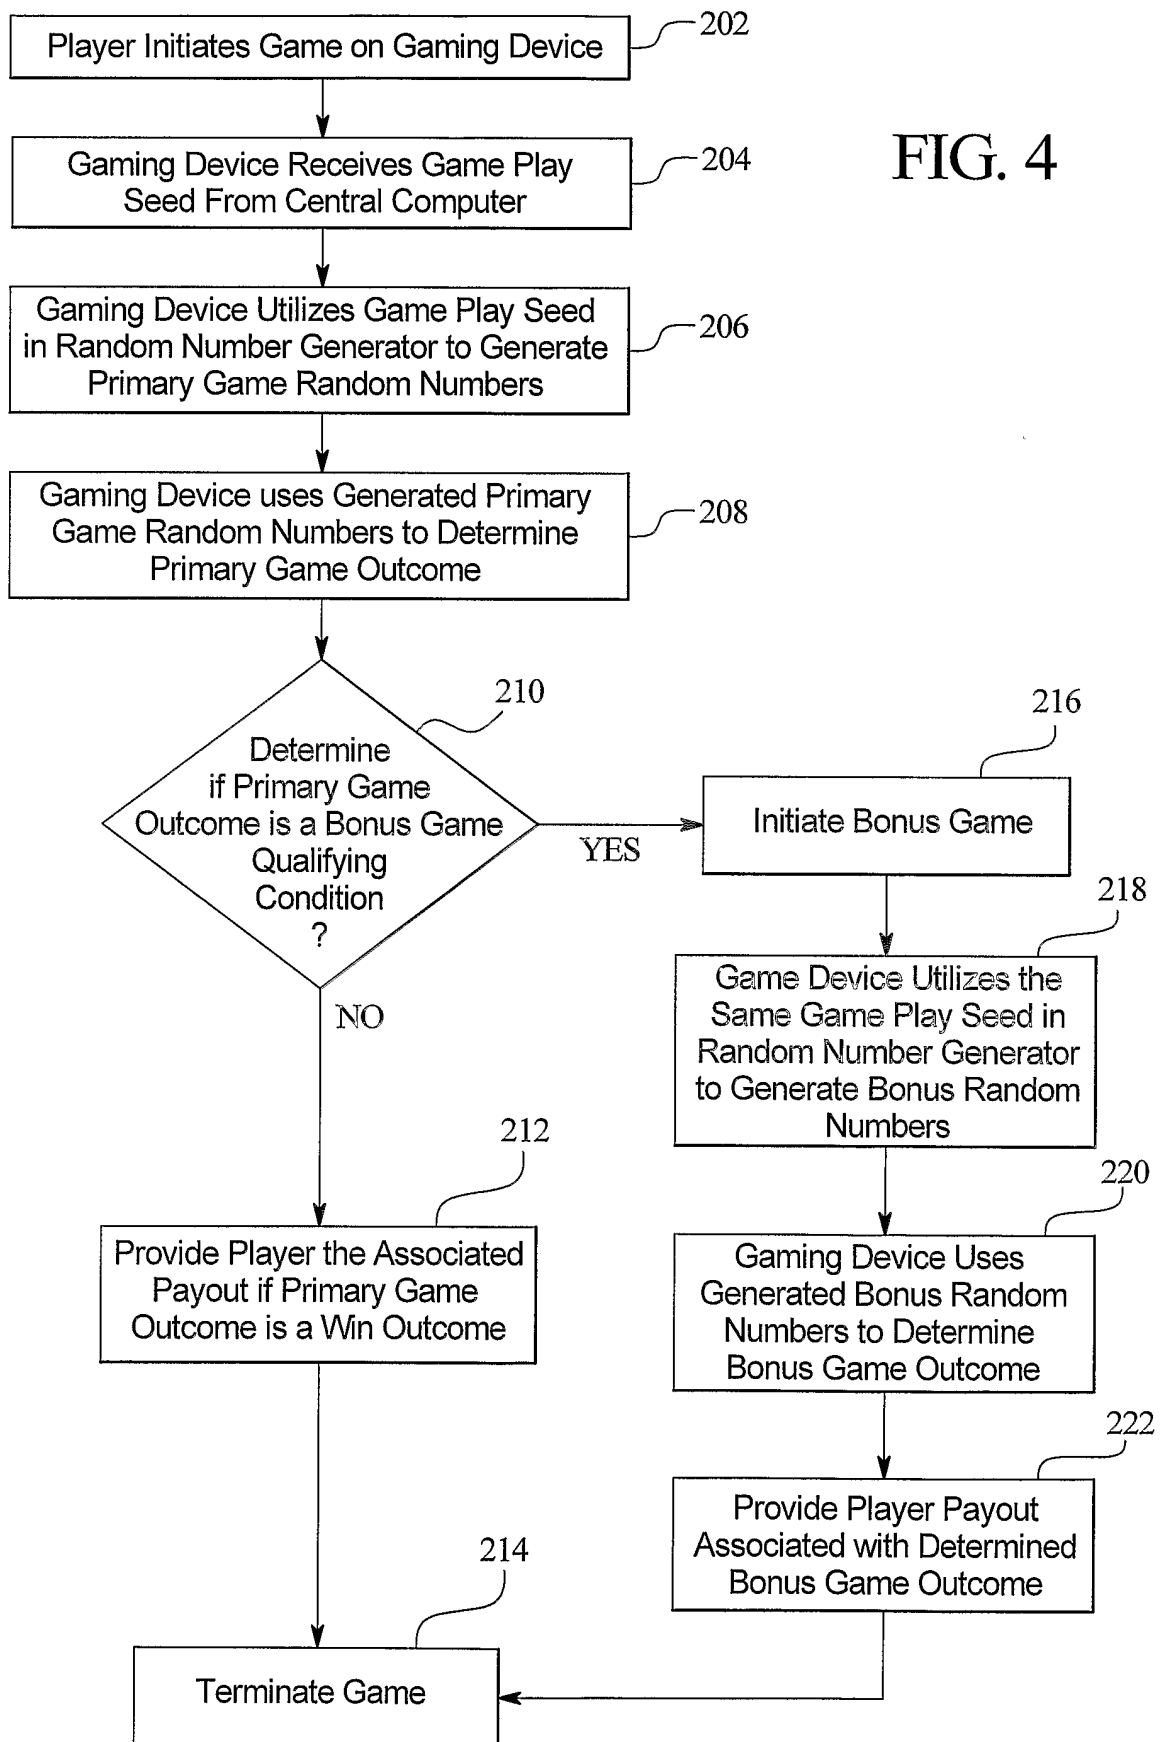 Player Initiates Game on Gaming Device
202
FIG. 4
Gaming Device Receives Game Play
Seed From Central Computer
204
Gaming Device Utilizes Game Play Seed
in Random Number Generator to Generate
Primary Game Random Numbers
206
Gaming Device uses Generated Primary
Game Random Numbers to Determine
Primary Game Outcome
208
210
Determine
if Primary Game
Outcome is a Bonus Game
Qualifying
Condition
?
YES
NO
216
Initiate Bonus Game
218
Game Device Utilizes the
Same Game Play Seed in
Random Number Generator
to Generate Bonus Random
Numbers
212
Provide Player the Associated
Payout if Primary Game
Outcome is a Win Outcome
220
Gaming Device Uses
Generated Bonus Random
Numbers to Determine
Bonus Game Outcome
222
Provide Player Payout
Associated with Determined
Bonus Game Outcome
214
Terminate Game